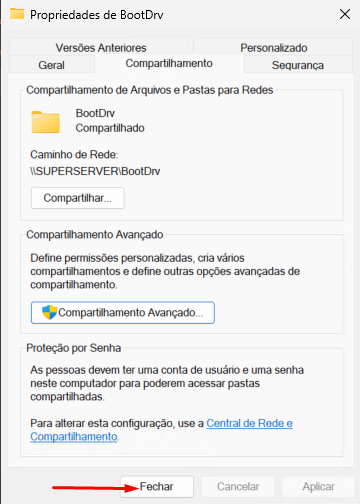 Propriedades de BootDrv
Versões Anteriores
Personalizado
Geral
Compartilhamento
Segurança
Compartilhamento de Arquivos e Pastas para Redes
BootDrv
Compartilhado
Caminho de Rede:
\\SUPERSERVER\BootDrv
Compartilhar...
Compartilhamento Avançado
Define permissões personalizadas, cria vários
compartilhamentos e define outras opções avançadas de
compartilhamento.
Compartilhamento Avançado...
Proteção por Senha
As pessoas devem ter uma conta de usuário e uma senha
neste computador para poderem acessar pastas
compartilhadas.
Para alterar esta configuração, use a Central de Rede e
Compartilhamento.
Fechar
Cancelar
Aplicar